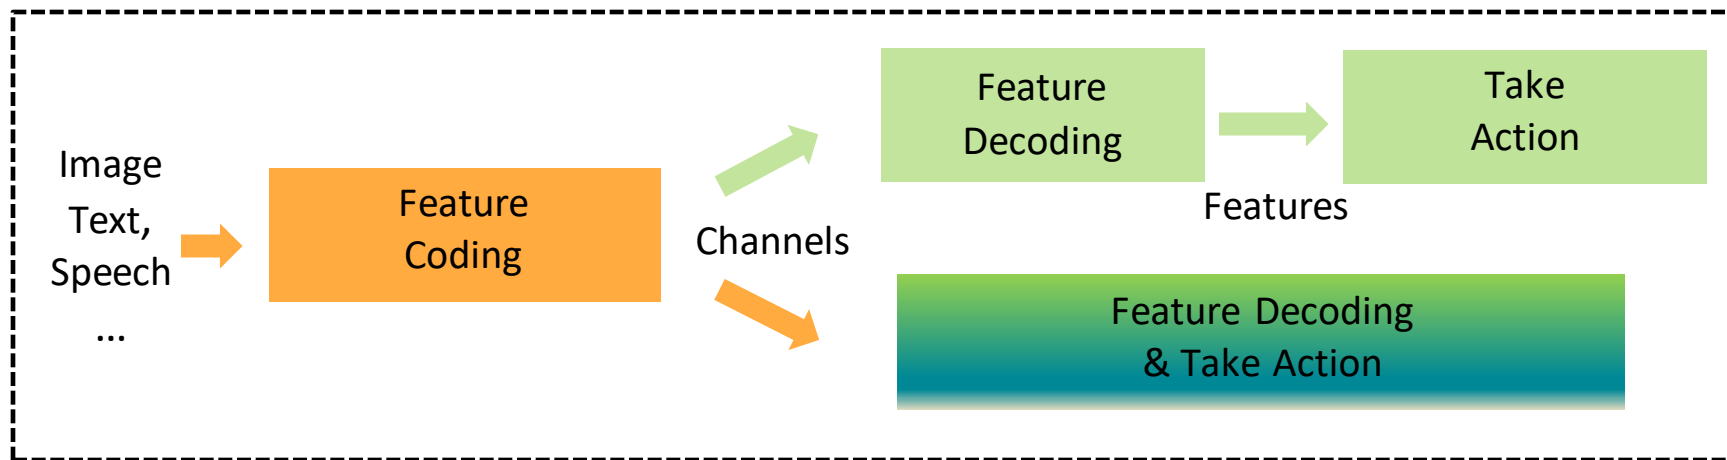 Image
Text,
Speech
...
Feature
Coding
Channels
Feature
Decoding
Features
Take
Action
Feature Decoding
& Take Action